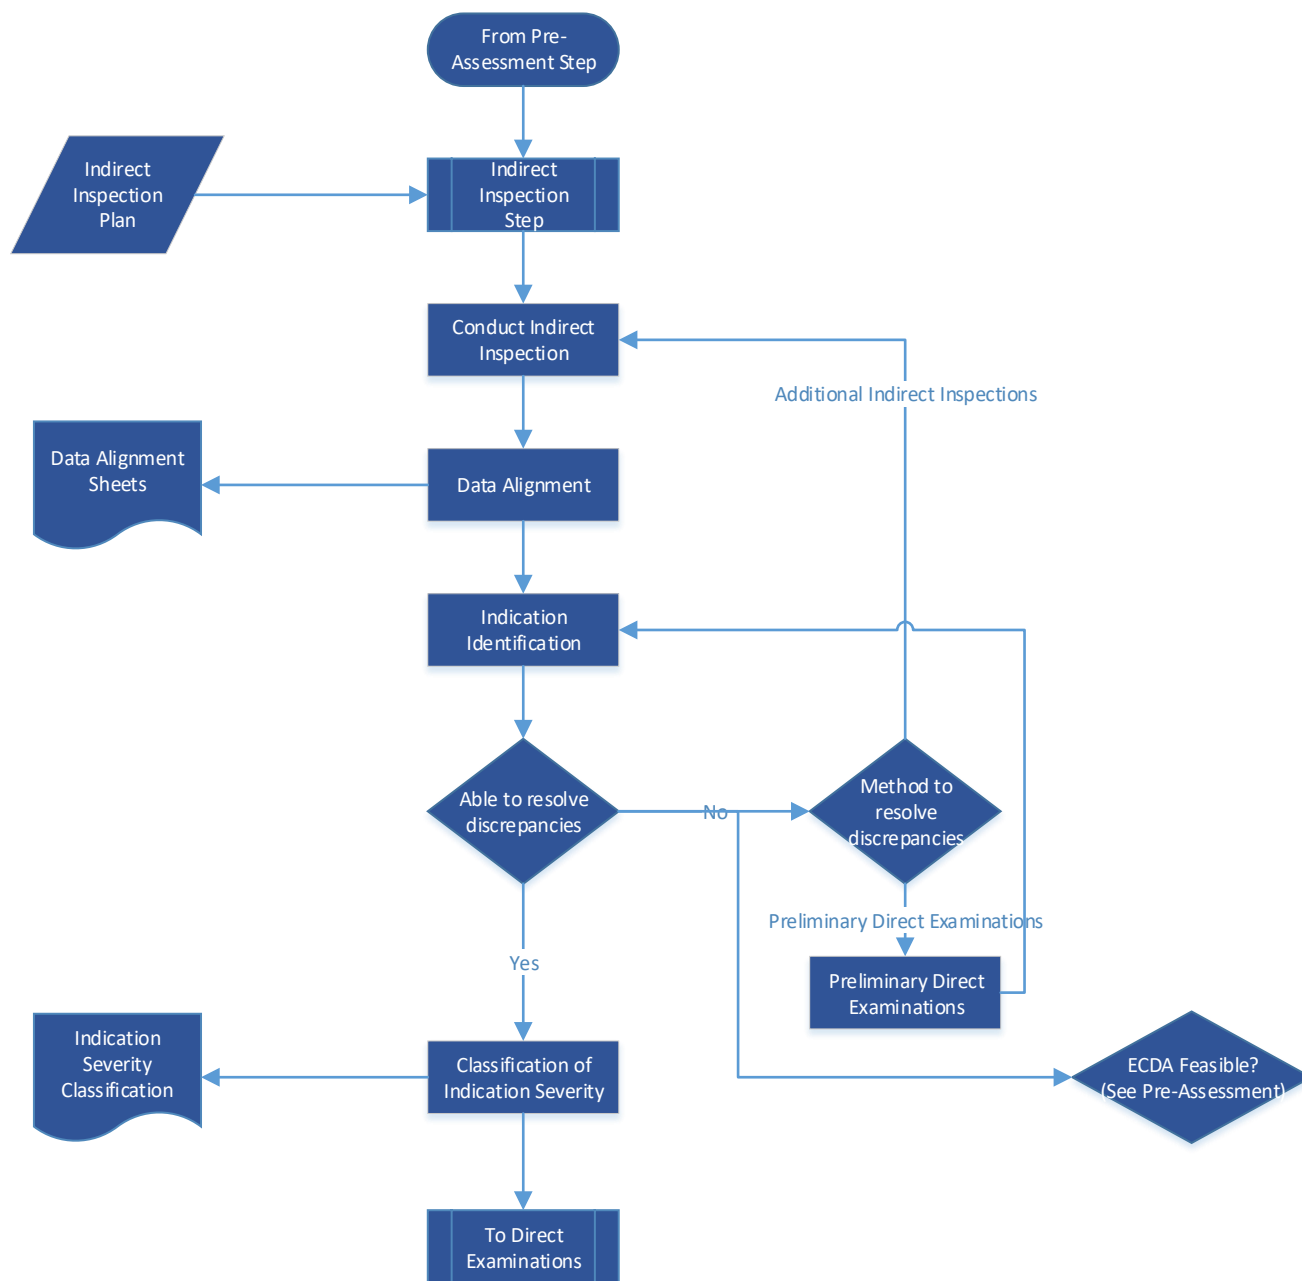 From Pre-
Assessment Step
Indirect
Inspection
Plan
Indirect
Inspection
Step
Conduct Indirect
Inspection
Additional Indirect Inspections
Data Alignment
Sheets
Data Alignment
Indication
Identification
Able to resolve
discrepancies
No
Method to
resolve
discrepancies
Preliminary Direct Examinations
Yes
Preliminary Direct
Examinations
Indication
Severity
Classification
Classification of
Indication Severity
ECDA Feasible?
(See Pre-Assessment)
To Direct
Examinations